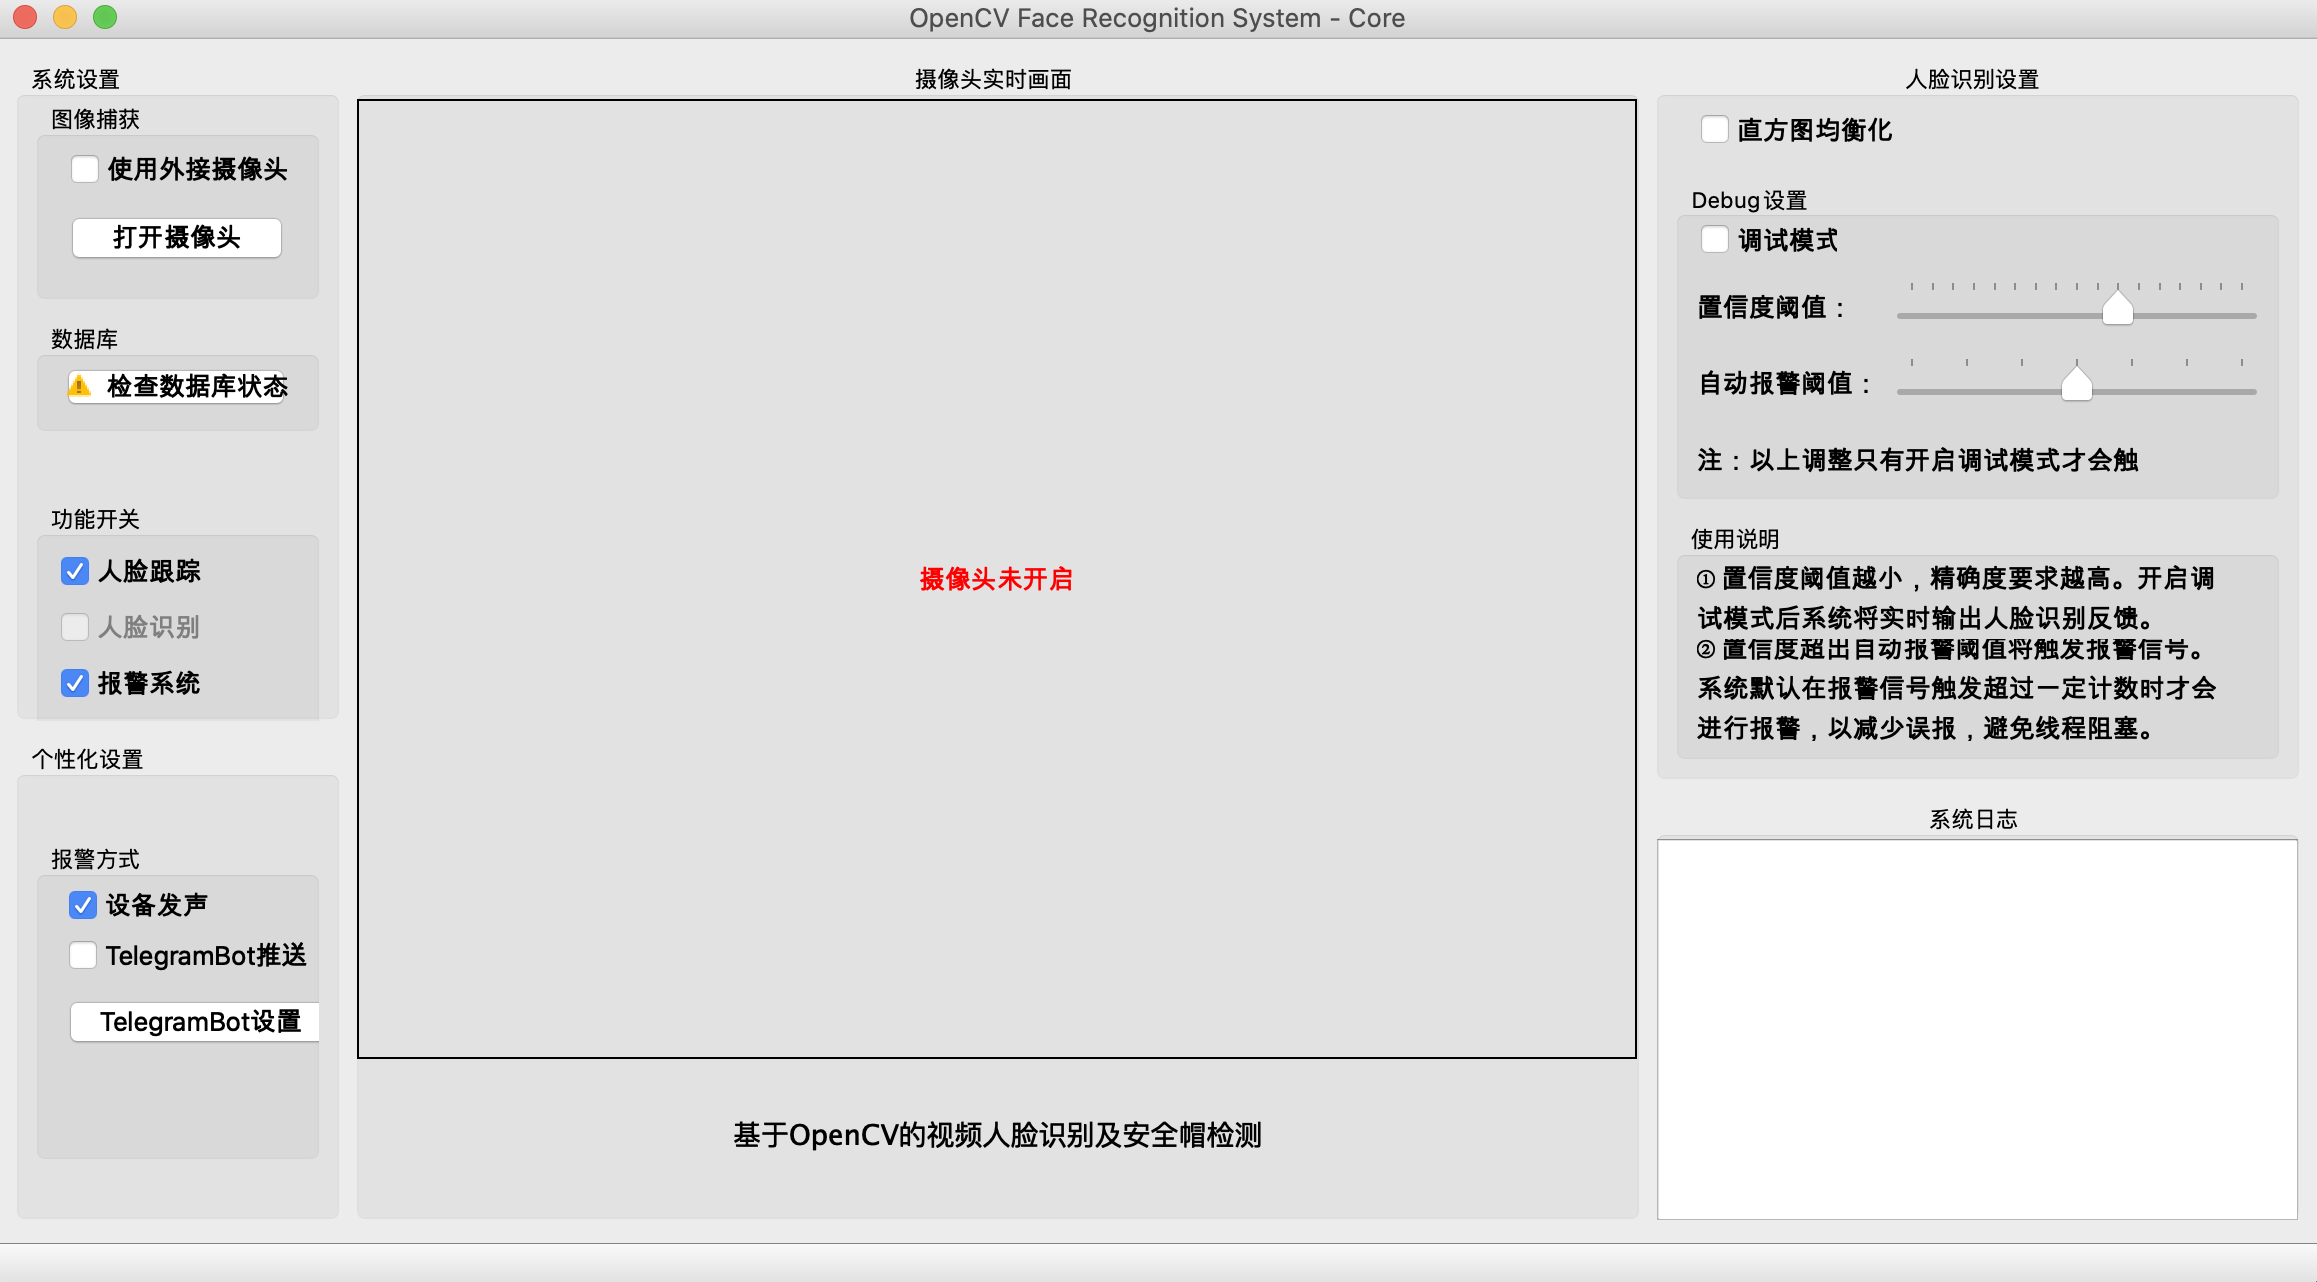 OpenCV Face Recognition System - Core
系统设置
图像捕获
使用外接摄像头
打开摄像头
数据库
检查数据库状态
功能开关
人脸跟踪
人脸识别
报警系统
个性化设置
报警方式
设备发声
TelegramBot推送
TelegramBot设置
摄像头实时画面
摄像头未开启
基于OpenCV的视频人脸识别及安全帽检测
人脸识别设置
直方图均衡化
Debug设置
调试模式
置信度阈值：
自动报警阈值：
注：以上调整只有开启调试模式才会触
使用说明
① 置信度阈值越小，精确度要求越高。开启调
试模式后系统将实时输出人脸识别反馈。
② 置信度超出自动报警阈值将触发报警信号。
系统默认在报警信号触发超过一定计数时才会
进行报警，以减少误报，避免线程阻塞。
系统日志